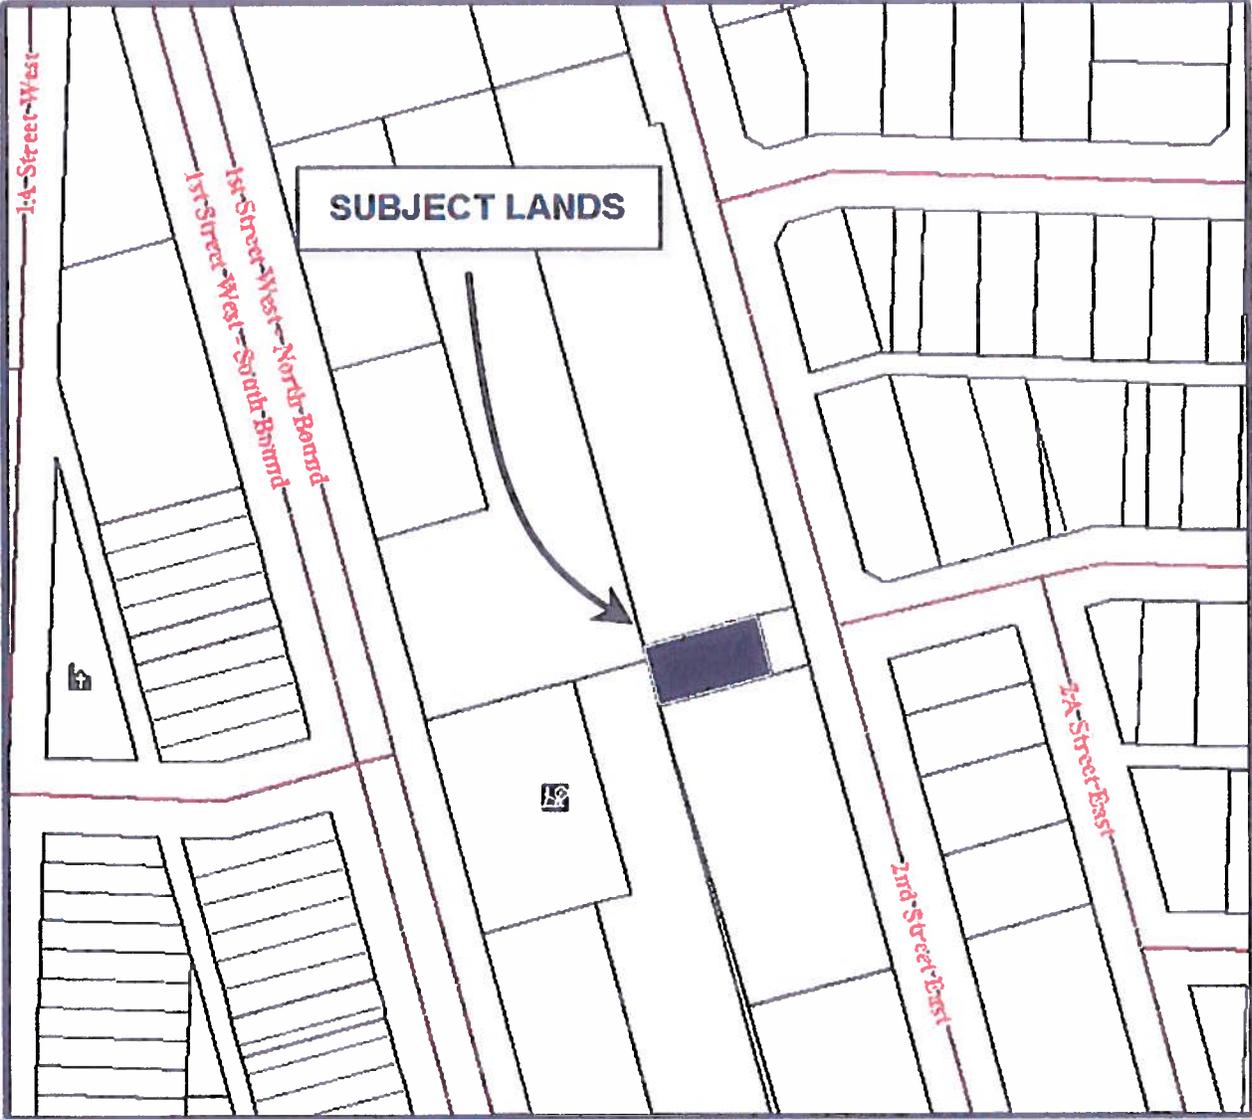 1A Street West
1st Street West - South Bound
1st Street West - North Bound
SUBJECT LANDS
2A Street East
2nd Street East